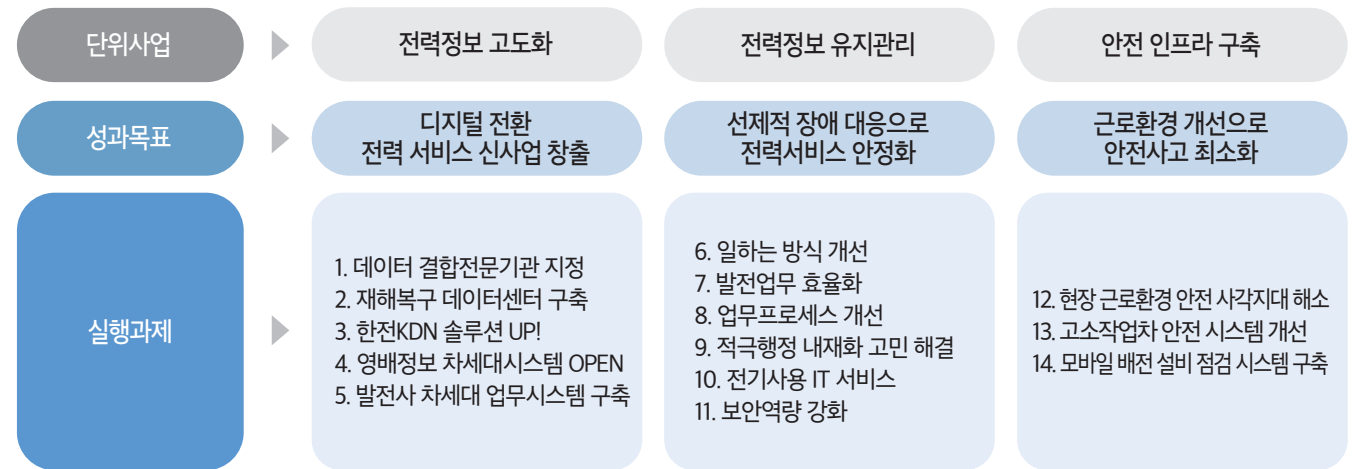 단위사업
전력정보 고도화
전력정보 유지관리
안전 인프라 구축
성과목표
디지털 전환
전력 서비스 신사업 창출
선제적 장애 대응으로
전력서비스 안정화
근로환경 개선으로
안전사고 최소화
실행과제
1. 데이터 결합전문기관 지정
2. 재해복구 데이터센터 구축
3. 한전KDN 솔루션 UP!
4. 영배정보 차세대시스템 OPEN
5. 발전사 차세대 업무시스템 구축
6. 일하는 방식 개선
7. 발전업무 효율화
8. 업무프로세스 개선
9. 적극행정 내재화 고민 해결
10. 전기사용 IT 서비스
11. 보안역량 강화
12. 현장 근로환경 안전 사각지대 해소
13. 고소작업차 안전 시스템 개선
14. 모바일 배전 설비 점검 시스템 구축